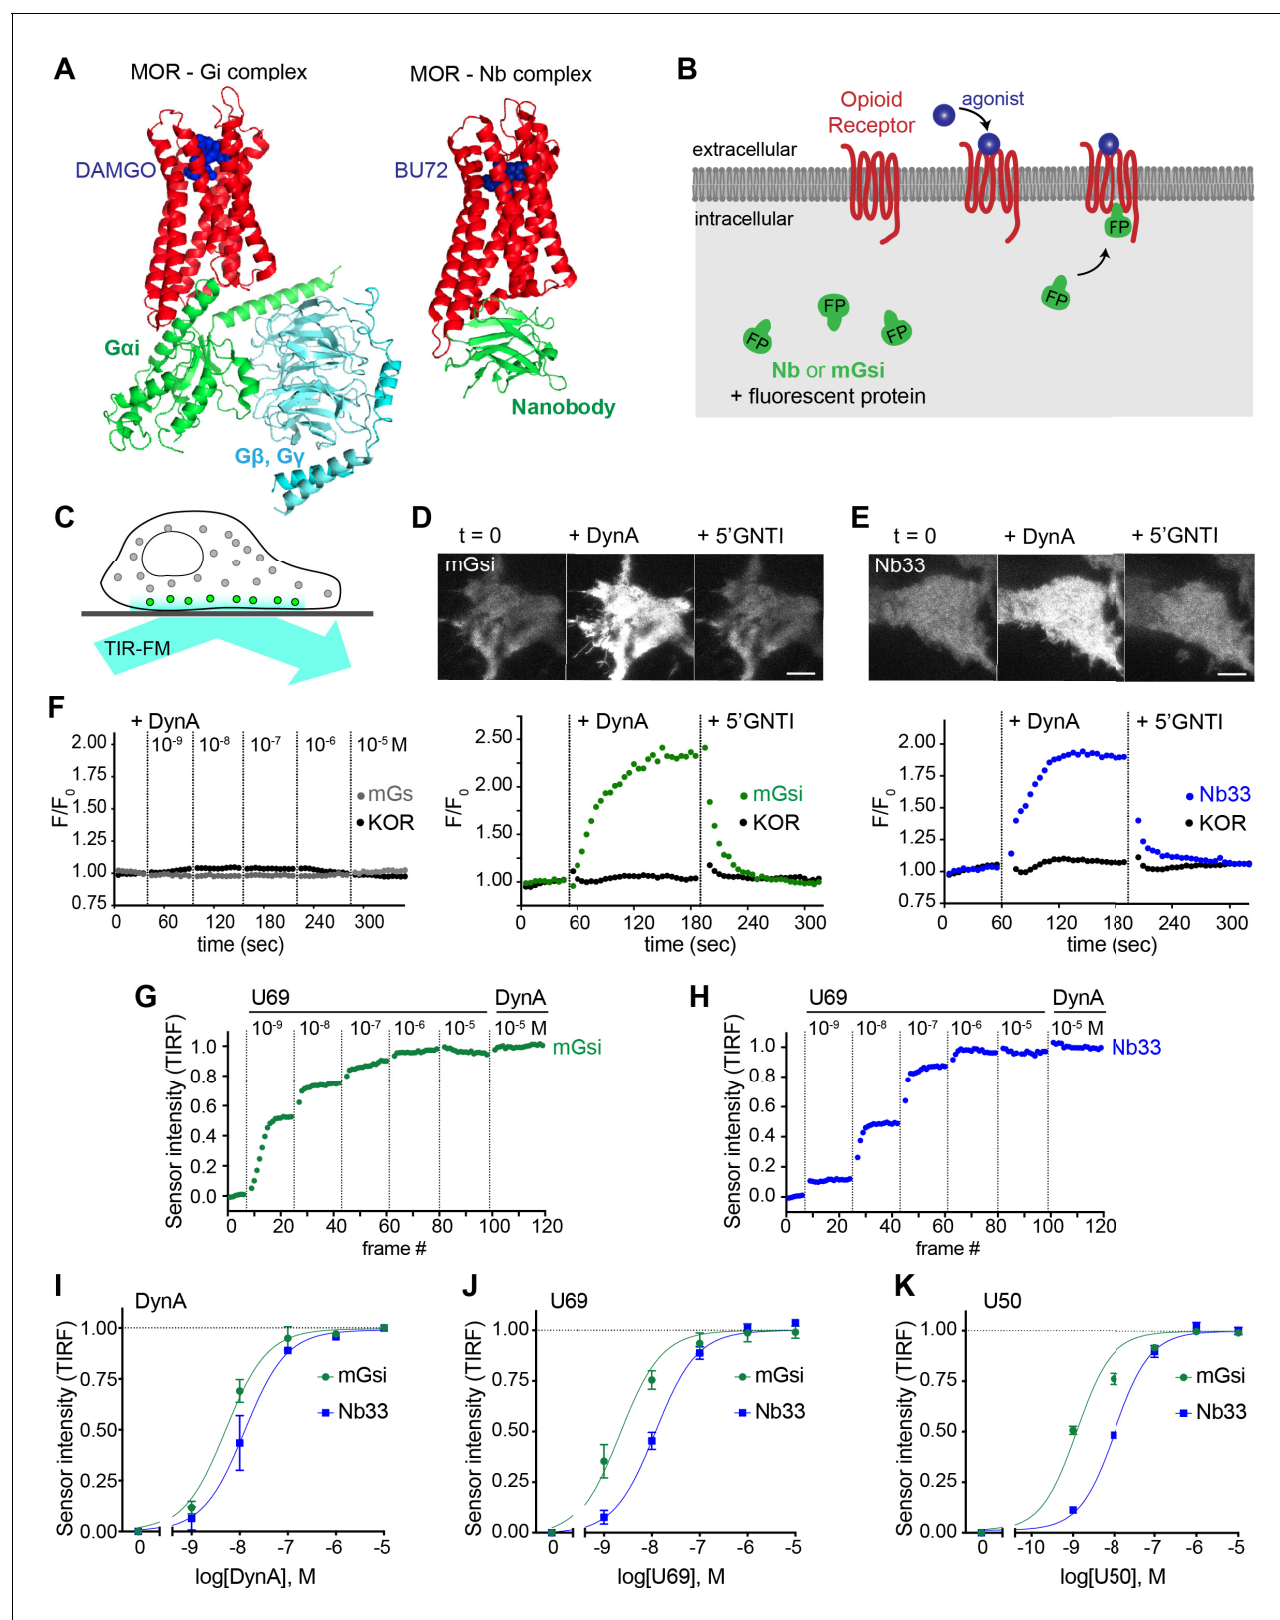 A
MOR - Gi complex
MOR - Nb complex
DAMGO
BU72
Gαi
Gβ, Gγ
Nanobody
B
Opioid
Receptor
agonist
extracellular
intracellular
FP
FP
FP
FP
FP
Nb or mGsi
+ fluorescent protein
C
TIR-FM
D
t = 0
+ DynA
+ 5'GNTI
mGsi
E
t = 0
+ DynA
+ 5'GNTI
Nb33
F
+ DynA
10-9 10-8 10-7 10-6 10-5 M
2.00
1.75
1.50
1.25
1.00
0.75
F/F0
mGs
KOR
0 60 120 180 240 300
time (sec)
+ DynA
+ 5'GNTI
2.50
2.00
1.50
1.00
F/F0
mGsi
KOR
0 60 120 180 240 300
time (sec)
+ DynA
+ 5'GNTI
2.00
1.75
1.50
1.25
1.00
0.75
F/F0
Nb33
KOR
0 60 120 180 240 300
time (sec)
G
U69
DynA
10-9 10-8 10-7 10-6 10-5 10-5 M
1.0
0.8
0.6
0.4
0.2
0.0
Sensor intensity (TIRF)
mGsi
0 20 40 60 80 100 120
frame #
H
U69
DynA
10-9 10-8 10-7 10-6 10-5 10-5 M
1.0
0.8
0.6
0.4
0.2
0.0
Sensor intensity (TIRF)
Nb33
0 20 40 60 80 100 120
frame #
I
DynA
1.00
0.75
0.50
0.25
0.00
Sensor intensity (TIRF)
mGsi
Nb33
0 -9 -8 -7 -6 -5
log[DynA], M
J
U69
1.00
0.75
0.50
0.25
0.00
Sensor intensity (TIRF)
mGsi
Nb33
0 -9 -8 -7 -6 -5
log[U69], M
K
U50
1.00
0.75
0.50
0.25
0.00
Sensor intensity (TIRF)
mGsi
Nb33
0 -10 -9 -8 -7 -6 -5
log[U50], M